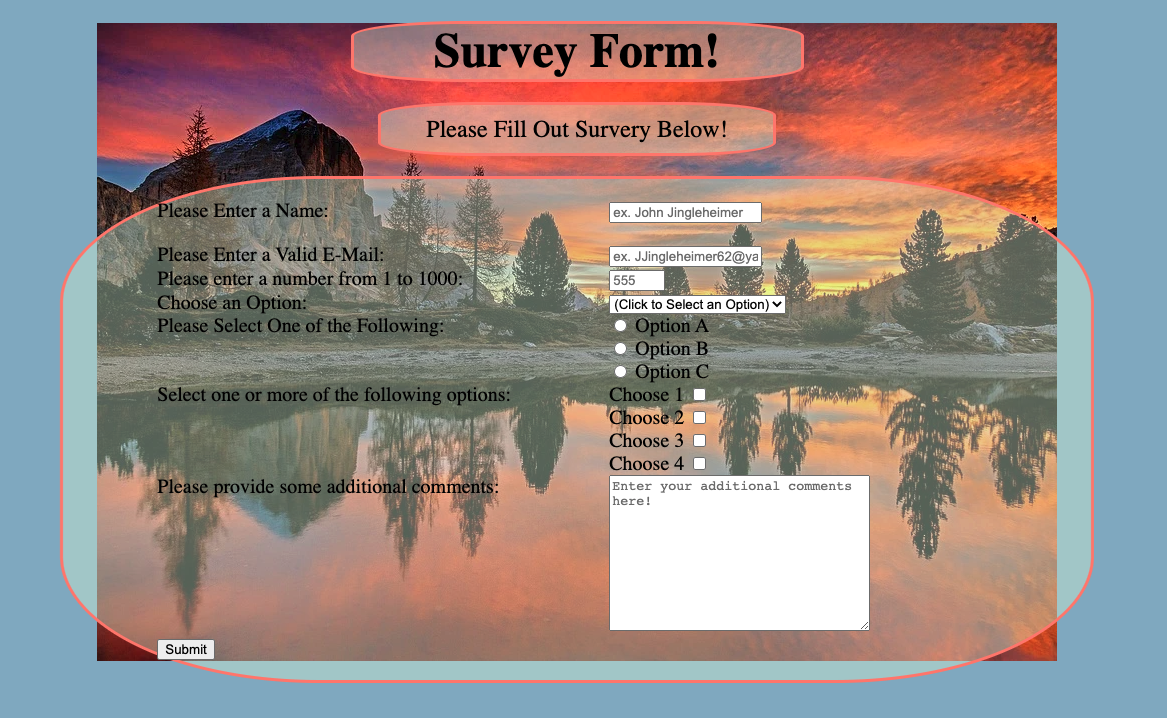 Survey Form!
Please Fill Out Survery Below!
Please Enter a Name: ex. John Jingleheimer
Please Enter a Valid E-Mail: ex. JJingleheimer62@ya
Please enter a number from 1 to 1000: 555
Choose an Option: (Click to Select an Option)
Please Select One of the Following: Option A
Option B
Option C
Select one or more of the following options: Choose 1
Choose 2
Choose 3
Choose 4
Please provide some additional comments: Enter your additional comments
here!
Submit